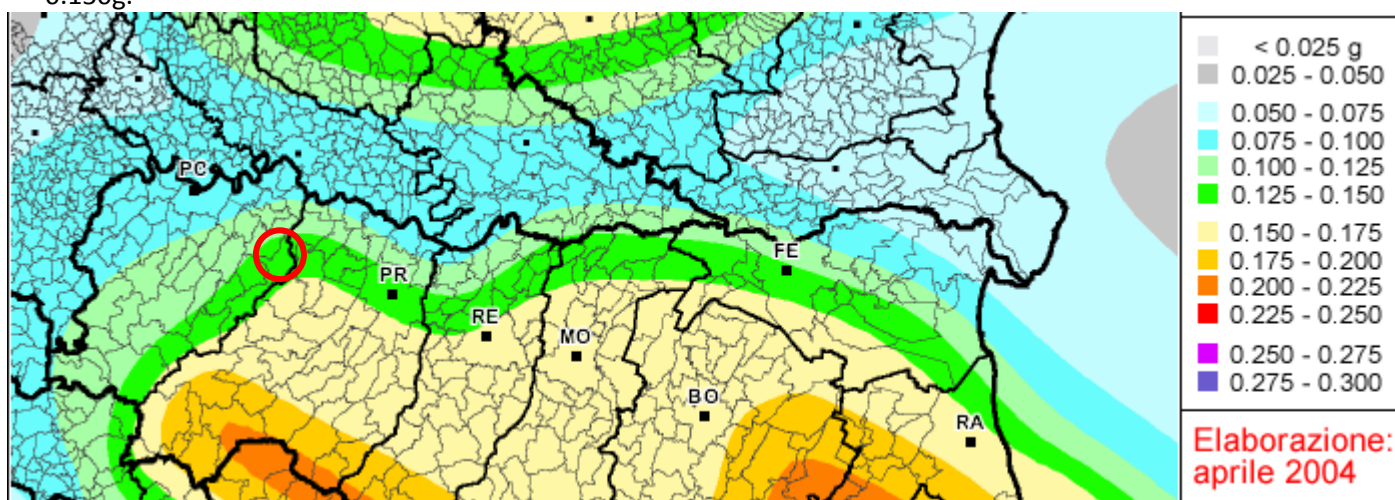 0.150g.
PC
FE
PR
RE
MO
BO
RA
< 0.025 g
0.025 - 0.050
0.050 - 0.075
0.075 - 0.100
0.100 - 0.125
0.125 - 0.150
0.150 - 0.175
0.175 - 0.200
0.200 - 0.225
0.225 - 0.250
0.250 - 0.275
0.275 - 0.300
Elaborazione:
aprile 2004